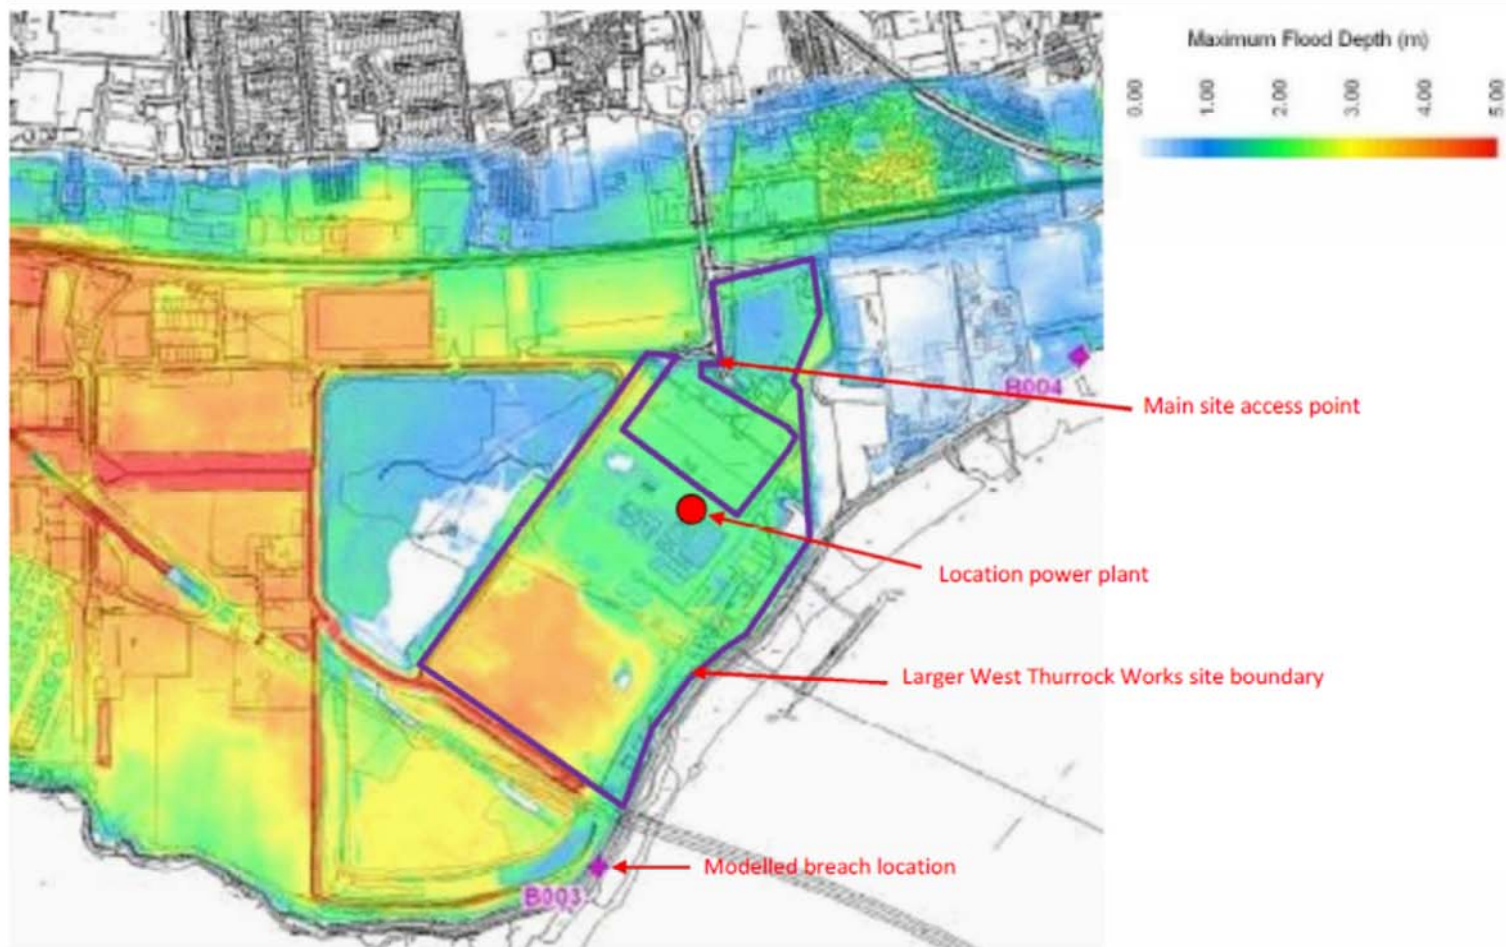 Maximum Flood Depth (m)
0.00
1.00
2.00
3.00
4.00
5.00
B004
Main site access point
Location power plant
Larger West Thurrock Works site boundary
Modelled breach location
B003